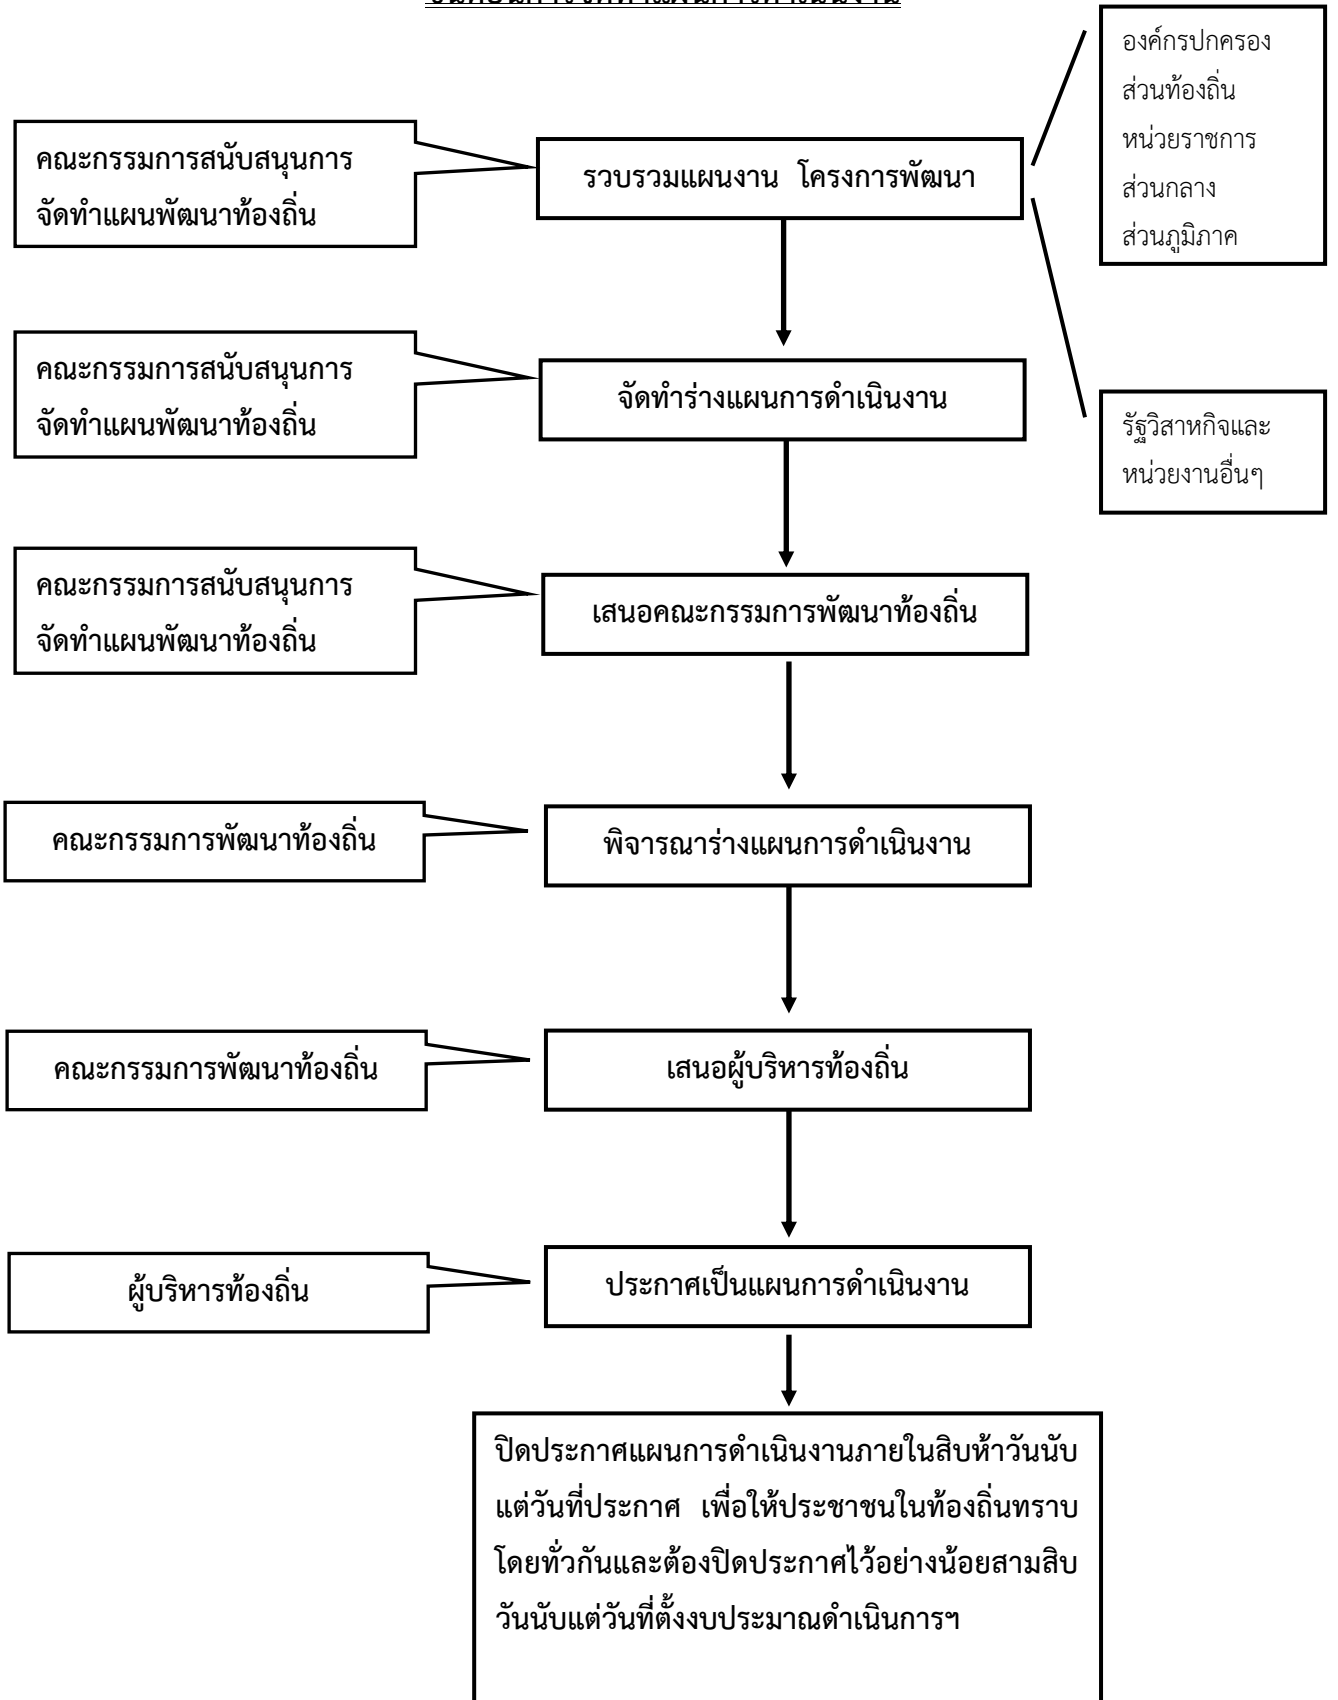 องค์กรปกครอง
ส่วนท้องถิ่น
หน่วยราชการ
ส่วนกลาง
ส่วนภูมิภาค
คณะกรรมการสนับสนุนการ
จัดทำแผนพัฒนาท้องถิ่น
รวบรวมแผนงาน โครงการพัฒนา
คณะกรรมการสนับสนุนการ
จัดทำแผนพัฒนาท้องถิ่น
จัดทำร่างแผนการดำเนินงาน
รัฐวิสาหกิจและ
หน่วยงานอื่นๆ
คณะกรรมการสนับสนุนการ
จัดทำแผนพัฒนาท้องถิ่น
เสนอคณะกรรมการพัฒนาท้องถิ่น
คณะกรรมการพัฒนาท้องถิ่น
พิจารณาร่างแผนการดำเนินงาน
คณะกรรมการพัฒนาท้องถิ่น
เสนอผู้บริหารท้องถิ่น
ผู้บริหารท้องถิ่น
ประกาศเป็นแผนการดำเนินงาน
ปิดประกาศแผนการดำเนินงานภายในสิบห้าวันนับ
แต่วันที่ประกาศ เพื่อให้ประชาชนในท้องถิ่นทราบ
โดยทั่วกันและต้องปิดประกาศไว้อย่างน้อยสามสิบ
วันนับแต่วันที่ตั้งงบประมาณดำเนินการฯ